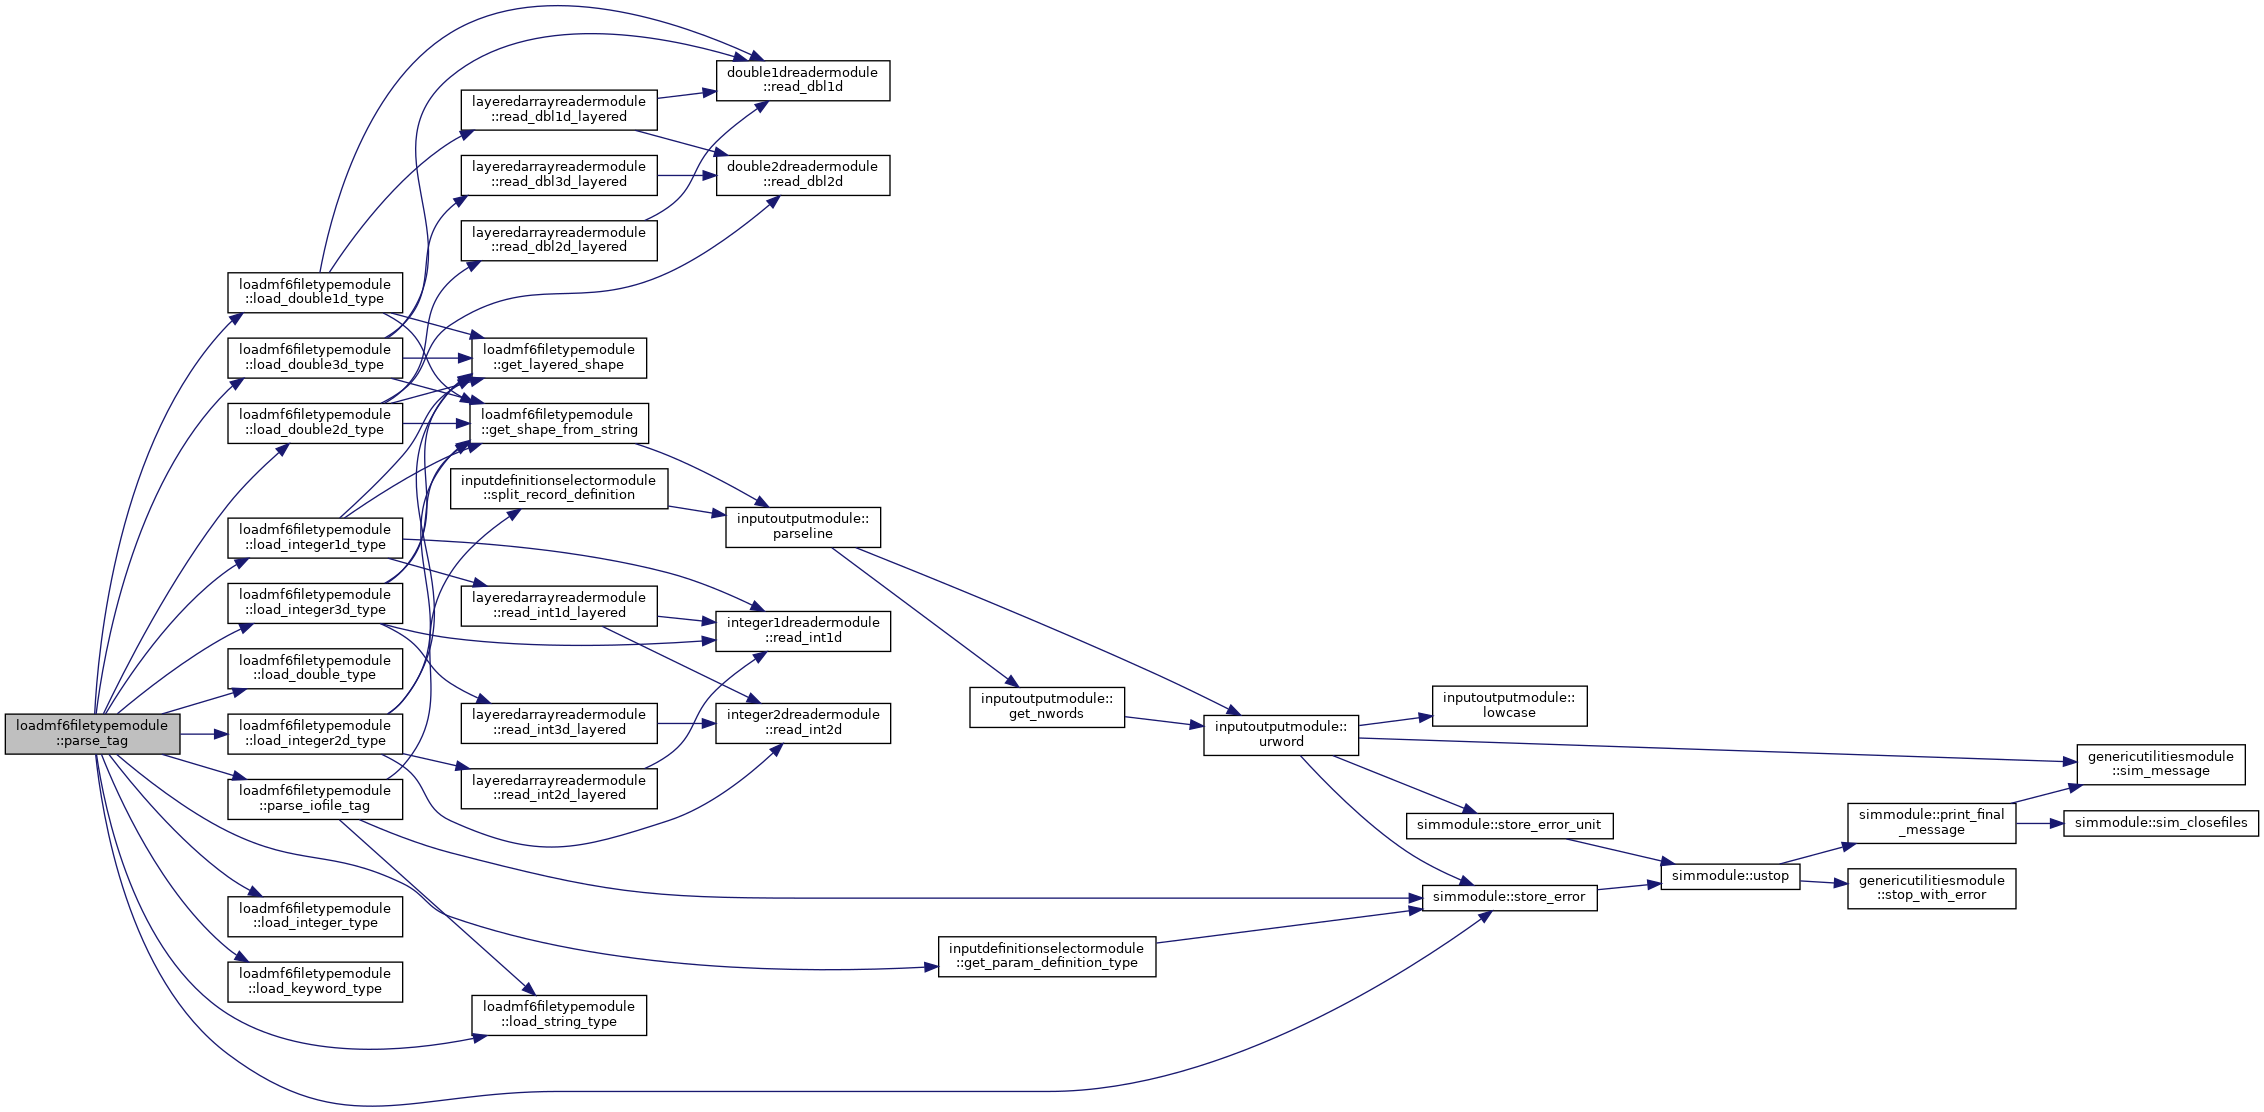 loadmf6filetypemodule
::parse_tag
loadmf6filetypemodule
::load_double1d_type
loadmf6filetypemodule
::load_double3d_type
loadmf6filetypemodule
::load_double2d_type
loadmf6filetypemodule
::load_integer1d_type
loadmf6filetypemodule
::load_integer3d_type
loadmf6filetypemodule
::load_double_type
loadmf6filetypemodule
::load_integer2d_type
loadmf6filetypemodule
::parse_iofile_tag
loadmf6filetypemodule
::load_integer_type
loadmf6filetypemodule
::load_keyword_type
layeredarrayreadermodule
::read_dbl1d_layered
layeredarrayreadermodule
::read_dbl3d_layered
layeredarrayreadermodule
::read_dbl2d_layered
loadmf6filetypemodule
::get_layered_shape
loadmf6filetypemodule
::get_shape_from_string
inputdefinitionselectormodule
::split_record_definition
layeredarrayreadermodule
::read_int1d_layered
layeredarrayreadermodule
::read_int3d_layered
layeredarrayreadermodule
::read_int2d_layered
loadmf6filetypemodule
::load_string_type
double1dreadermodule
::read_dbl1d
double2dreadermodule
::read_dbl2d
inputoutputmodule::
parseline
integer1dreadermodule
::read_int1d
integer2dreadermodule
::read_int2d
inputoutputmodule::
get_nwords
inputdefinitionselectormodule
::get_param_definition_type
inputoutputmodule::
urword
inputoutputmodule::
lowcase
simmodule::store_error_unit
simmodule::store_error
simmodule::ustop
simmodule::print_final
_message
genericutilitiesmodule
::stop_with_error
genericutilitiesmodule
::sim_message
simmodule::sim_closefiles